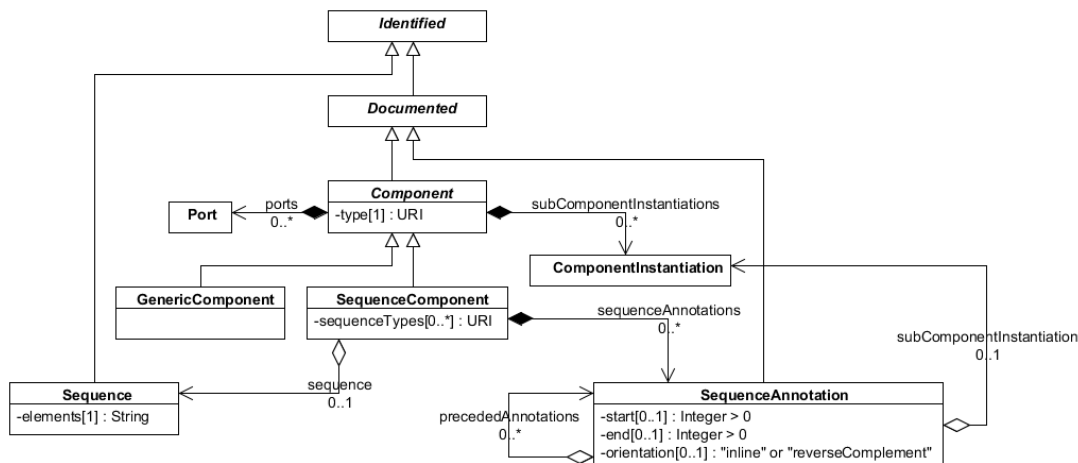 Identified
Documented
Component
-type[1] : URI
Port
ports
0..*
subComponentInstantiations
0..*
ComponentInstantiation
GenericComponent
SequenceComponent
-sequenceTypes[0..*] : URI
sequenceAnnotations
0..*
subComponentInstantiation
0..1
sequence
0..1
Sequence
-elements[1] : String
precededAnnotations
0..*
SequenceAnnotation
-start[0..1] : Integer > 0
-end[0..1] : Integer > 0
-orientation[0..1] : "inline" or "reverseComplement"